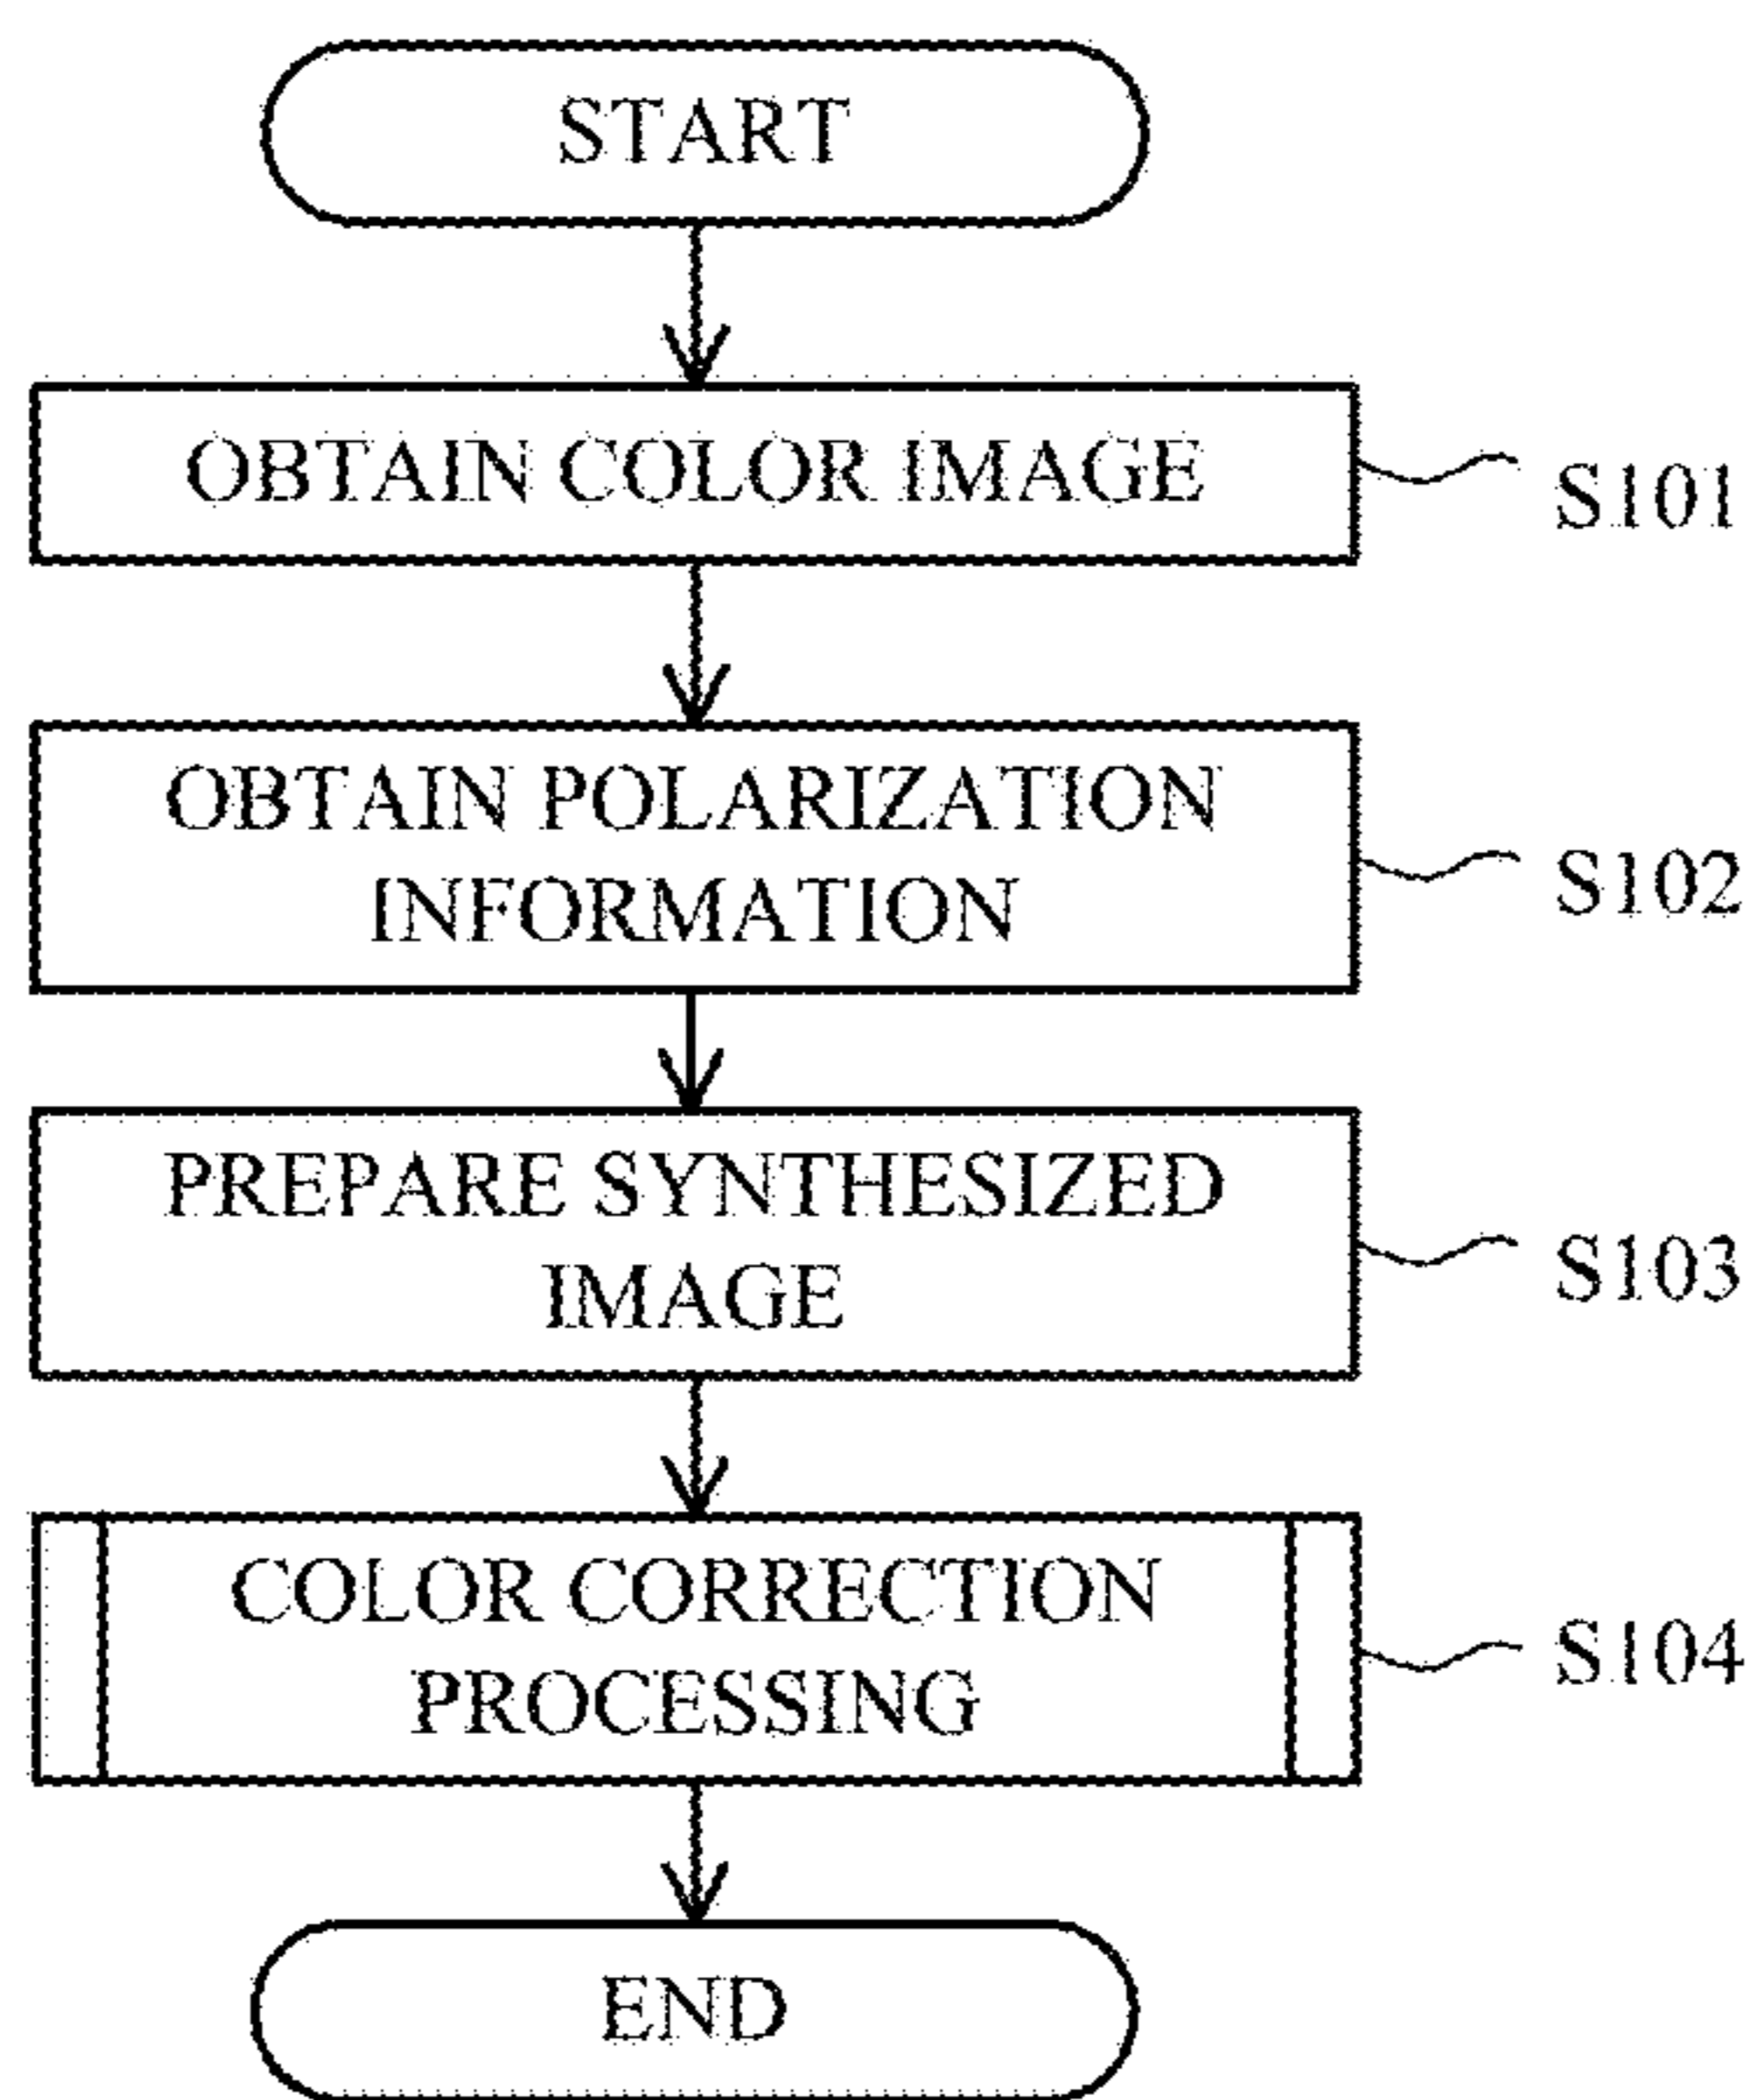 START
OBTAIN COLOR IMAGE
S101
OBTAIN POLARIZATION
INFORMATION
S102
PREPARE SYNTHESIZED
IMAGE
S103
COLOR CORRECTION
PROCESSING
S104
END